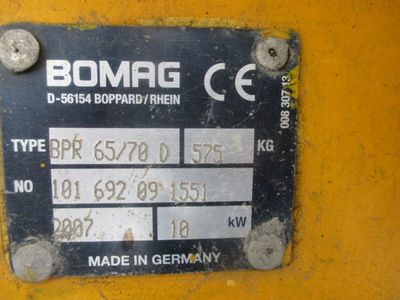 BOMAG CE
D-56154 BOPPARD/RHEIN
008 307 13
TYPE BPR 65/70 D 575 KG
NO 101 692 09 1551
2007 10 kW
MADE IN GERMANY